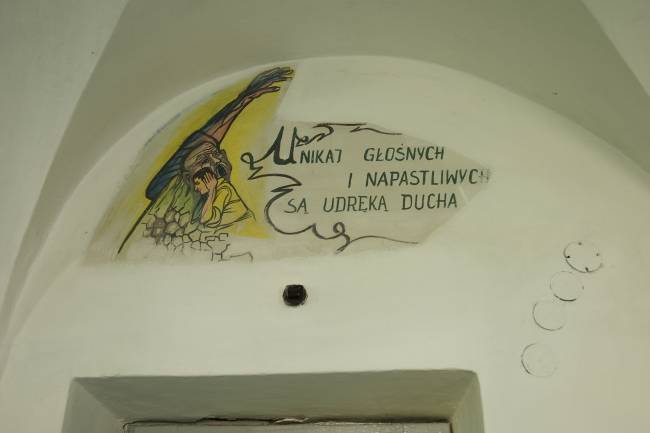 UNIKAJ GŁOŚNYCH
I NAPASTLIWYCH
SĄ UDRĘKĄ DUCHA